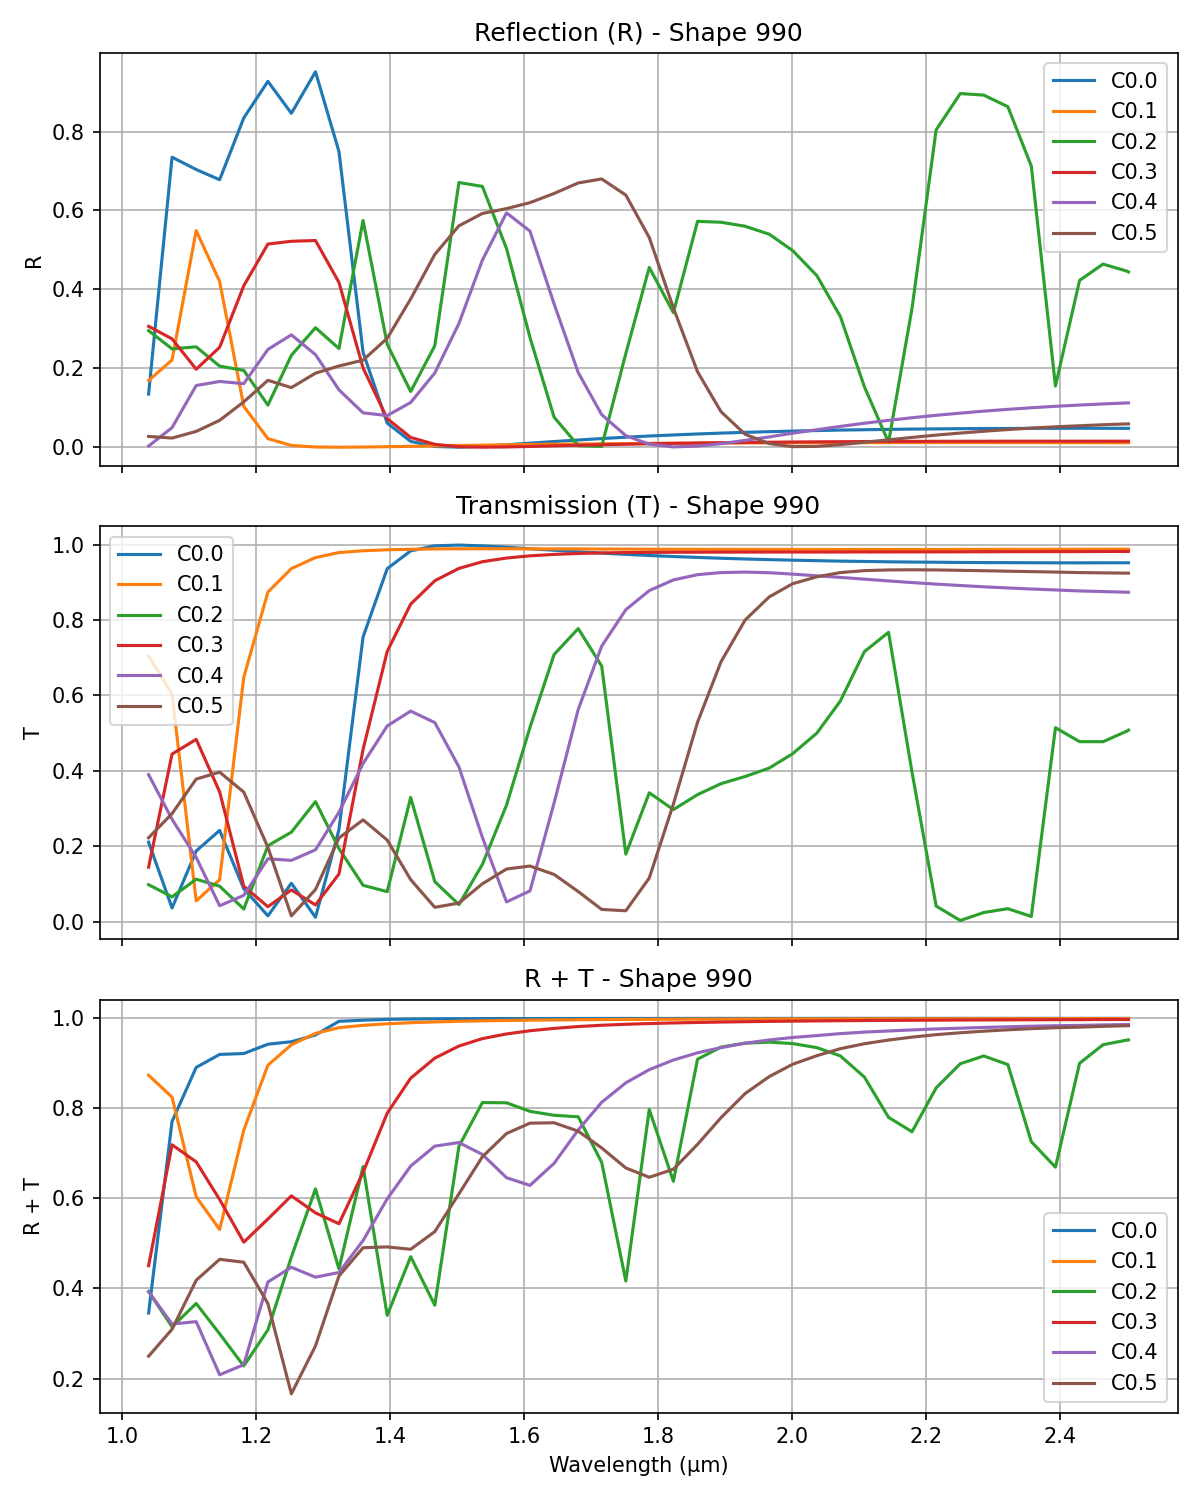 Reflection (R) - Shape 990
R
0.8
0.6
0.4
0.2
0.0
C0.0
C0.1
C0.2
C0.3
C0.4
C0.5
Transmission (T) - Shape 990
T
1.0
0.8
0.6
0.4
0.2
0.0
C0.0
C0.1
C0.2
C0.3
C0.4
C0.5
R + T - Shape 990
R + T
1.0
0.8
0.6
0.4
0.2
C0.0
C0.1
C0.2
C0.3
C0.4
C0.5
1.0 1.2 1.4 1.6 1.8 2.0 2.2 2.4
Wavelength (μm)